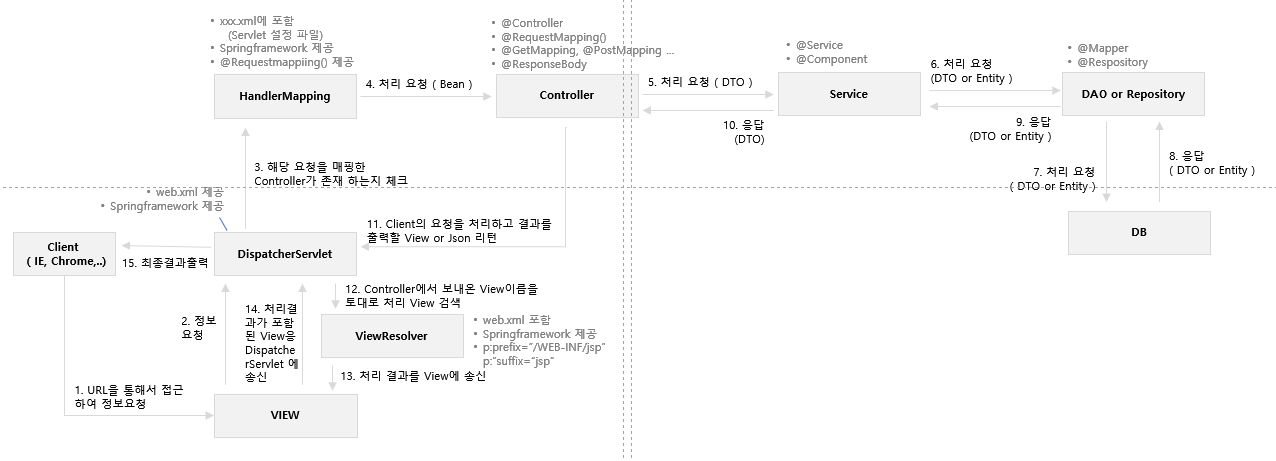 • xxx.xml에 포함
(Servlet 설정 파일)
• Springframework 제공
• @Requestmappiing() 제공
HandlerMapping
4. 처리 요청 ( Bean )
• @Controller
• @RequestMapping()
• @GetMapping, @PostMapping ...
• @ResponseBody
Controller
5. 처리 요청 ( DTO )
10. 응답
(DTO)
• @Service
• @Component
Service
6. 처리 요청
(DTO or Entity )
9. 응답
(DTO or Entity )
• @Mapper
• @Respository
DAO or Repository
7. 처리 요청
( DTO or Entity )
8. 응답
( DTO or Entity )
DB
3. 해당 요청을 매핑한
Controller가 존재 하는지 체크
• web.xml 제공
• Springframework 제공
11. Client의 요청을 처리하고 결과를
출력할 View or Json 리턴
Client
( IE, Chrome,..)
15. 최종결과출력
DispatcherServlet
12. Controller에서 보내온 View이름을
토대로 처리 View 검색
2. 정보
요청
14. 처리결
과가 포함
된 View응
Dispatche
rServlet 에
송신
ViewResolver
• web.xml 포함
• Springframework 제공
• p:prefix="/WEB-INF/jsp"
p:"suffix="jsp"
13. 처리 결과를 View에 송신
1. URL을 통해서 접근
하여 정보요청
VIEW